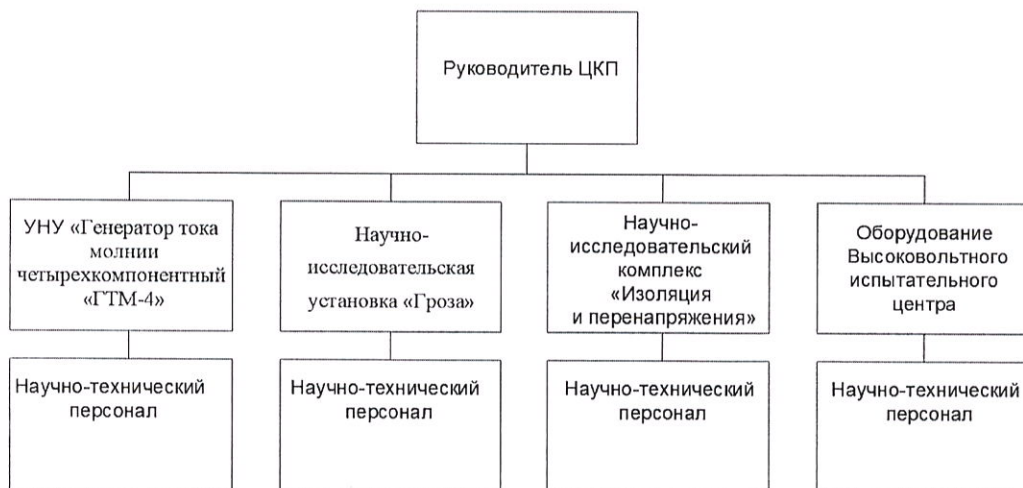 Руководитель ЦКП
УНУ «Генератор тока
молнии
четырехкомпонентный
«ГТМ-4»
Научно-
исследовательская
установка «Гроза»
Научно-
исследовательский
комплекс
«Изоляция
и перенапряжения»
Оборудование
Высоковольтного
испытательного
центра
Научно-технический
персонал
Научно-технический
персонал
Научно-технический
персонал
Научно-технический
персонал